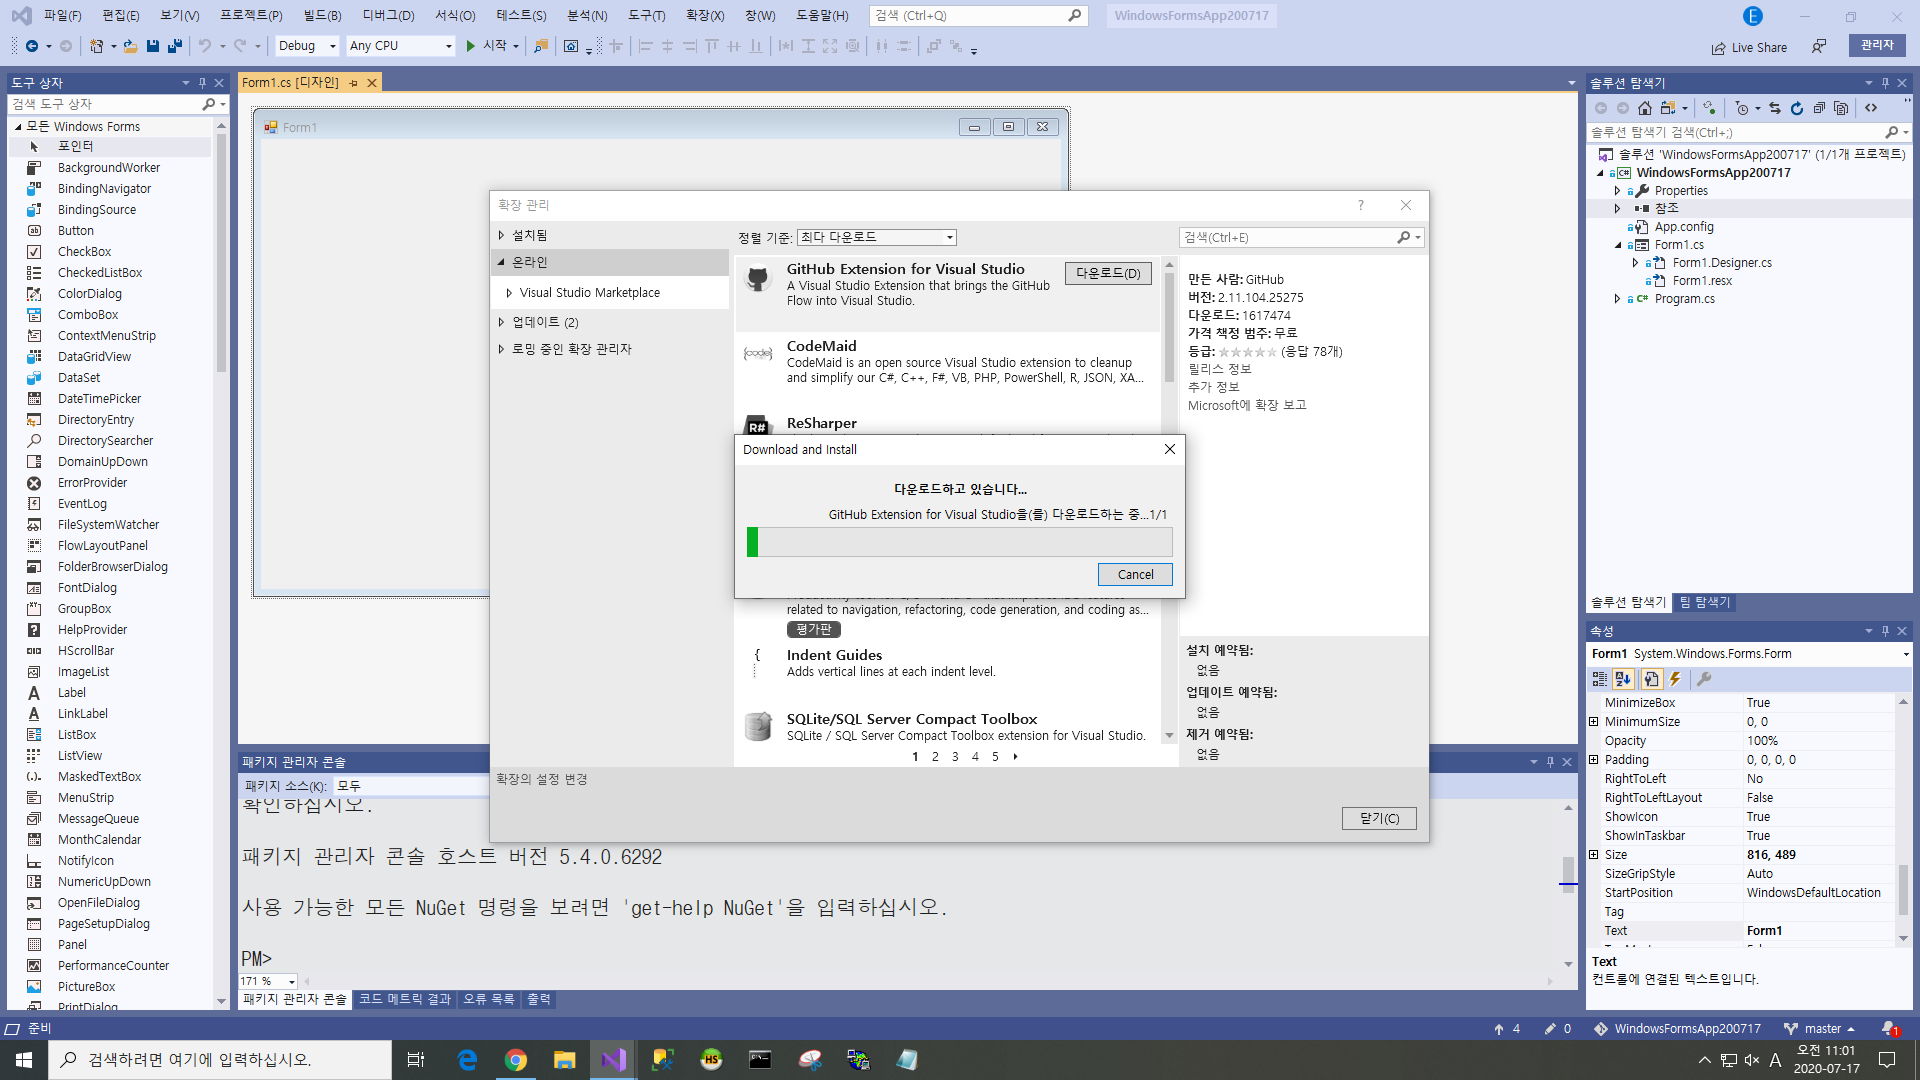 파일(F) 편집(E) 보기(V) 프로젝트(P) 빌드(B) 디버그(D) 서식(O) 테스트(S) 분석(N) 도구(T) 확장(X) 창(W) 도움말(H) 검색 (Ctrl+Q) WindowsFormsApp200717 E
Debug Any CPU 시작 Live Share 관리자
도구 상자
검색 도구 상자
모든 Windows Forms
포인터
BackgroundWorker
BindingNavigator
BindingSource
Button
CheckBox
CheckedListBox
ColorDialog
ComboBox
ContextMenuStrip
DataGridView
DataSet
DateTimePicker
DirectoryEntry
DirectorySearcher
DomainUpDown
ErrorProvider
EventLog
FileSystemWatcher
FlowLayoutPanel
FolderBrowserDialog
FontDialog
GroupBox
HelpProvider
HScrollBar
ImageList
Label
LinkLabel
ListBox
ListView
MaskedTextBox
MenuStrip
MessageQueue
MonthCalendar
NotifyIcon
NumericUpDown
OpenFileDialog
PageSetupDialog
Panel
PerformanceCounter
PictureBox
PrintDialog
Form1.cs [디자인]
Form1
확장 관리
설치됨
온라인
Visual Studio Marketplace
업데이트 (2)
로밍 중인 확장 관리자
정렬 기준: 최다 다운로드
검색(Ctrl+E)
GitHub Extension for Visual Studio
다운로드(D)
A Visual Studio Extension that brings the GitHub
Flow into Visual Studio.
CodeMaid
CodeMaid is an open source Visual Studio extension to cleanup
and simplify our C#, C++, F#, VB, PHP, PowerShell, R, JSON, XA...
R#
ReSharper
Download and Install
다운로드하고 있습니다...
GitHub Extension for Visual Studio을(를) 다운로드하는 중...1/1
Cancel
related to navigation, refactoring, code generation, and coding as...
평가판
Indent Guides
Adds vertical lines at each indent level.
SQLite/SQL Server Compact Toolbox
SQLite / SQL Server Compact Toolbox extension for Visual Studio.
1 2 3 4 5
만든 사람: GitHub
버전: 2.11.104.25275
다운로드: 1617474
가격 책정 범주: 무료
등급: (응답 78개)
릴리스 정보
추가 정보
Microsoft에 확장 보고
설치 예약됨:
없음
업데이트 예약됨:
없음
제거 예약됨:
없음
확장의 설정 변경
닫기(C)
패키지 관리자 콘솔
패키지 소스(K): 모두
확인하십시오.
패키지 관리자 콘솔 호스트 버전 5.4.0.6292
사용 가능한 모든 NuGet 명령을 보려면 'get-help NuGet'을 입력하십시오.
PM>
171 %
패키지 관리자 콘솔 코드 메트릭 결과 오류 목록 출력
솔루션 탐색기
솔루션 탐색기 검색(Ctrl+;)
솔루션 'WindowsFormsApp200717' (1/1개 프로젝트)
WindowsFormsApp200717
Properties
참조
App.config
Form1.cs
Form1.Designer.cs
Form1.resx
Program.cs
솔루션 탐색기 팀 탐색기
속성
Form1 System.Windows.Forms.Form
MinimizeBox True
MinimumSize 0, 0
Opacity 100%
Padding 0, 0, 0, 0
RightToLeft No
RightToLeftLayout False
ShowIcon True
ShowInTaskbar True
Size 816, 489
SizeGripStyle Auto
StartPosition WindowsDefaultLocation
Tag
Text Form1
Text
컨트롤에 연결된 텍스트입니다.
준비
4 0 WindowsFormsApp200717 master 1
검색하려면 여기에 입력하십시오.
HS
A
오전 11:01
2020-07-17